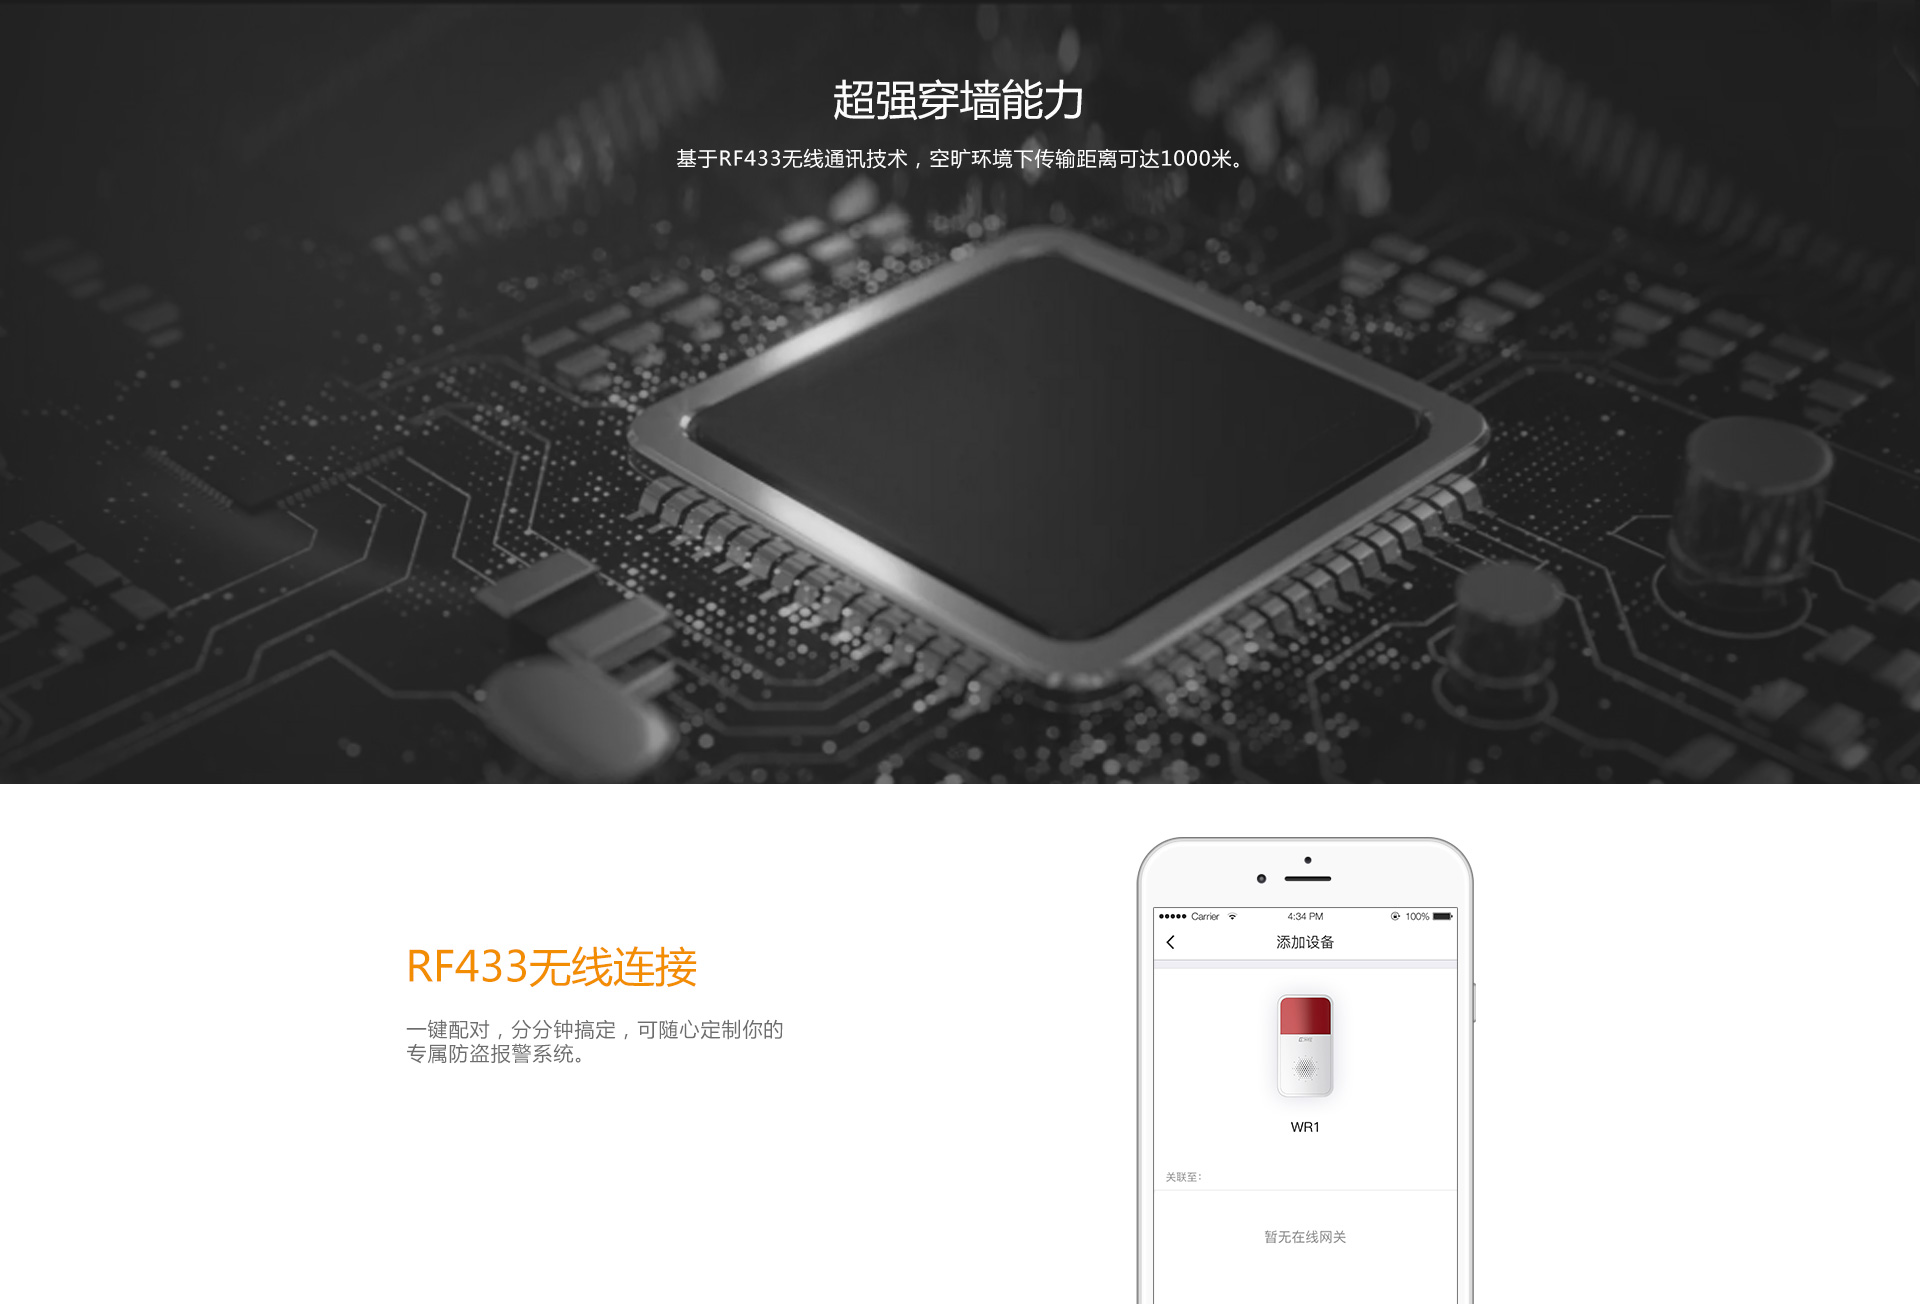 超强穿墙能力
基于RF433无线通讯技术，空旷环境下传输距离可达1000米。
RF433无线连接
一键配对，分分钟搞定，可随心定制你的
专属防盗报警系统。
Carrier 4:34 PM 100%
添加设备
WR1
关联至：
暂无在线网关